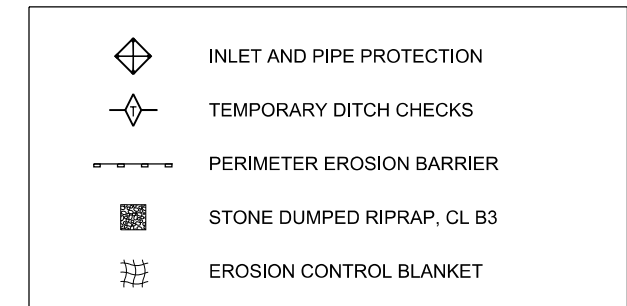 INLET AND PIPE PROTECTION
T TEMPORARY DITCH CHECKS
PERIMETER EROSION BARRIER
STONE DUMPED RIPRAP, CL B3
EROSION CONTROL BLANKET